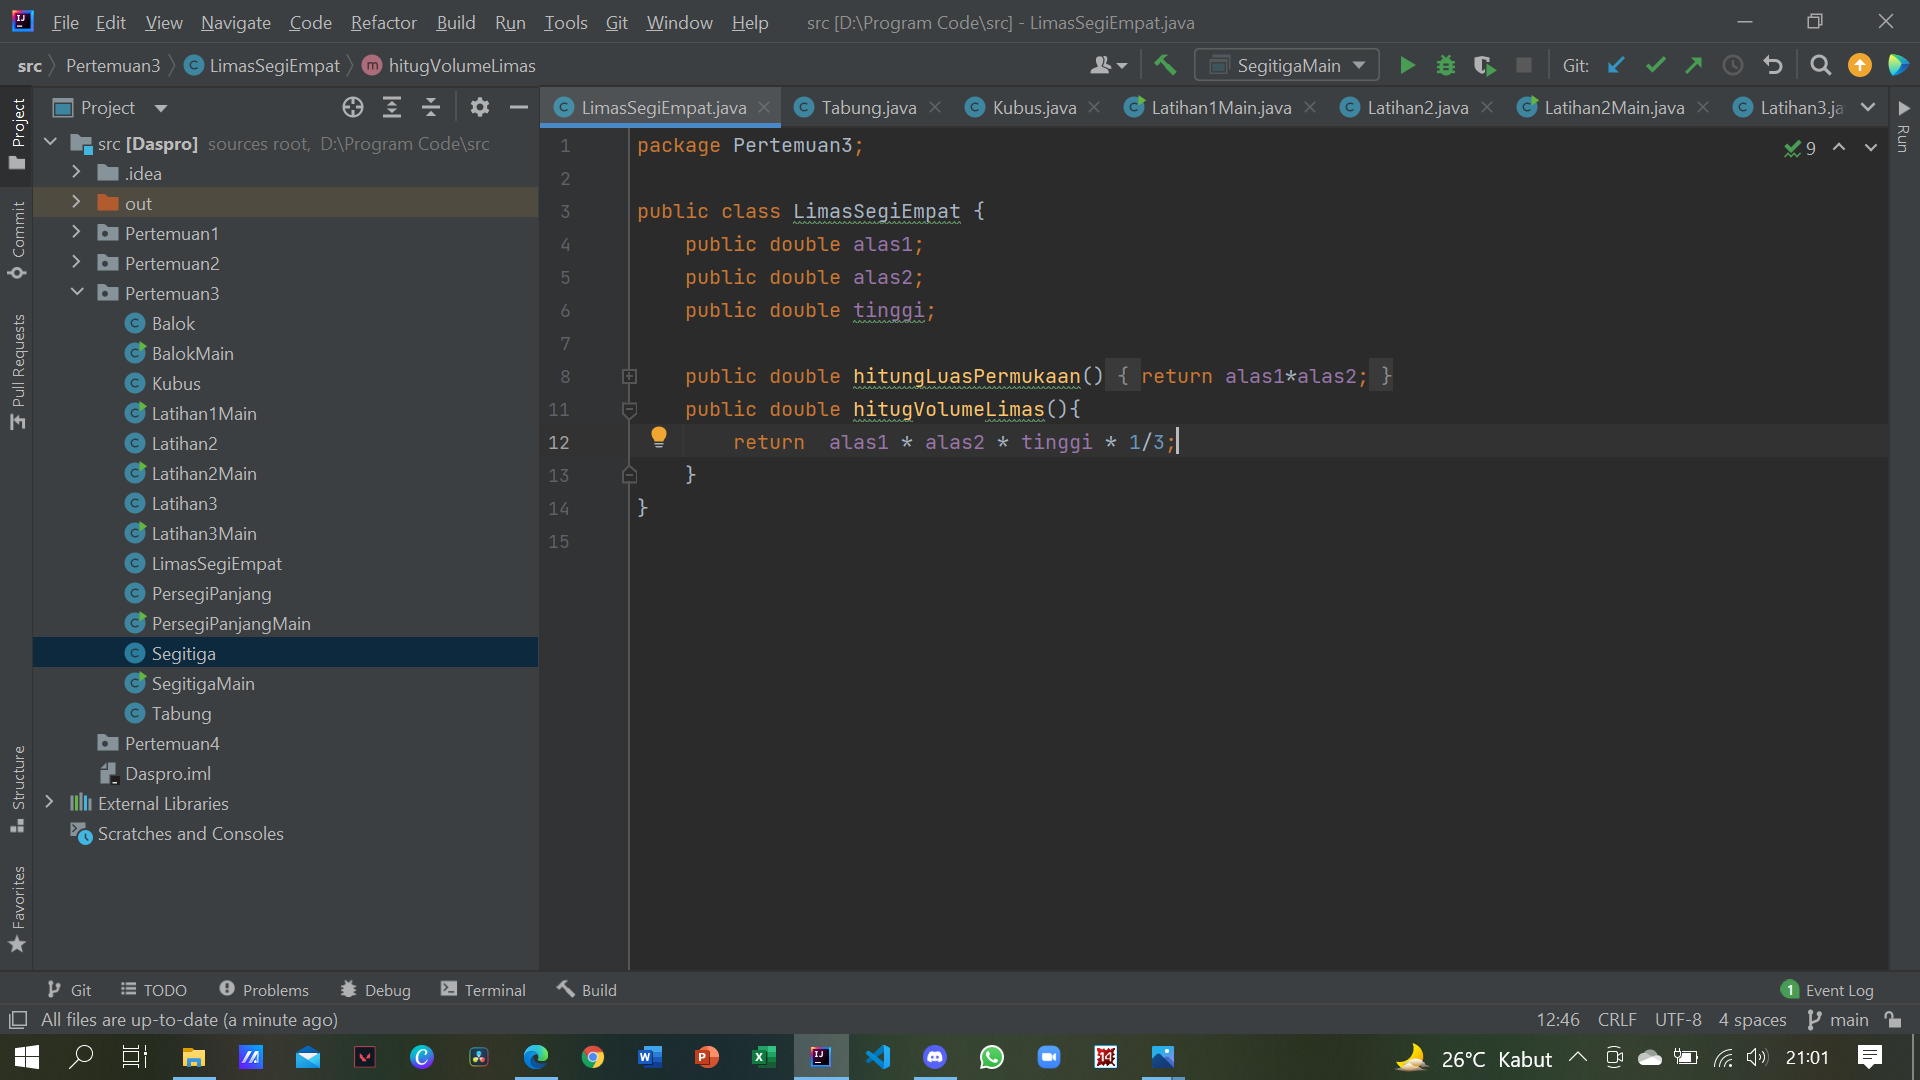 File Edit View Navigate Code Refactor Build Run Tools Git Window Help src [D:\Program Code\src] - LimasSegiEmpat.java
src Pertemuan3 LimasSegiEmpat m hitugVolumeLimas SegitigaMain Git:
Project
LimasSegiEmpat.java Tabung.java Kubus.java Latihan1Main.java Latihan2.java Latihan2Main.java Latihan3.ja
Project
Commit
Pull Requests
Structure
Favorites
Run
src [Daspro] sources root, D:\Program Code\src
.idea
out
Pertemuan1
Pertemuan2
Pertemuan3
C Balok
C BalokMain
C Kubus
C Latihan1Main
C Latihan2
C Latihan2Main
C Latihan3
C Latihan3Main
C LimasSegiEmpat
C PersegiPanjang
C PersegiPanjangMain
C Segitiga
C SegitigaMain
C Tabung
Pertemuan4
Daspro.iml
External Libraries
Scratches and Consoles
9
1 package Pertemuan3;
2
3 public class LimasSegiEmpat {
4 public double alas1;
5 public double alas2;
6 public double tinggi;
7
8 public double hitungLuasPermukaan() { return alas1*alas2; }
11 public double hitugVolumeLimas(){
12 return alas1 * alas2 * tinggi * 1/3;
13 }
14 }
15
Git TODO Problems Debug Terminal Build 1 Event Log
All files are up-to-date (a minute ago) 12:46 CRLF UTF-8 4 spaces main
26°C Kabut 21:01